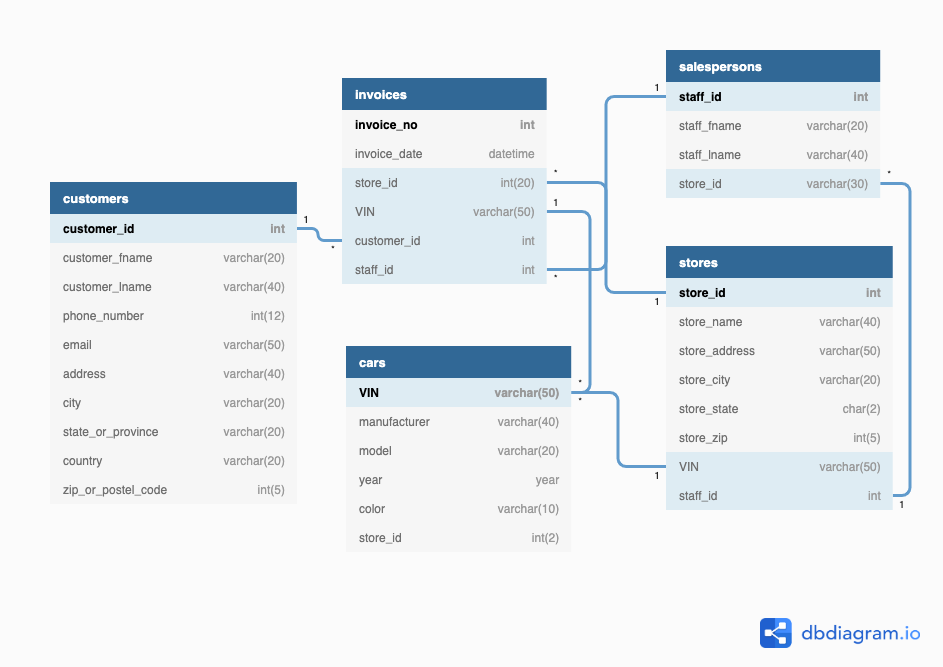 customers
customer_id int
customer_fname varchar(20)
customer_lname varchar(40)
phone_number int(12)
email varchar(50)
address varchar(40)
city varchar(20)
state_or_province varchar(20)
country varchar(20)
zip_or_postel_code int(5)
1
*
invoices
invoice_no int
invoice_date datetime
store_id int(20)
VIN varchar(50)
customer_id int
staff_id int
*
1
*
cars
VIN varchar(50)
manufacturer varchar(40)
model varchar(20)
year year
color varchar(10)
store_id int(2)
*
*
salespersons
staff_id int
staff_fname varchar(20)
staff_lname varchar(40)
store_id varchar(30)
1
*
stores
store_id int
store_name varchar(40)
store_address varchar(50)
store_city varchar(20)
store_state char(2)
store_zip int(5)
VIN varchar(50)
staff_id int
1
1
1
dbdiagram.io